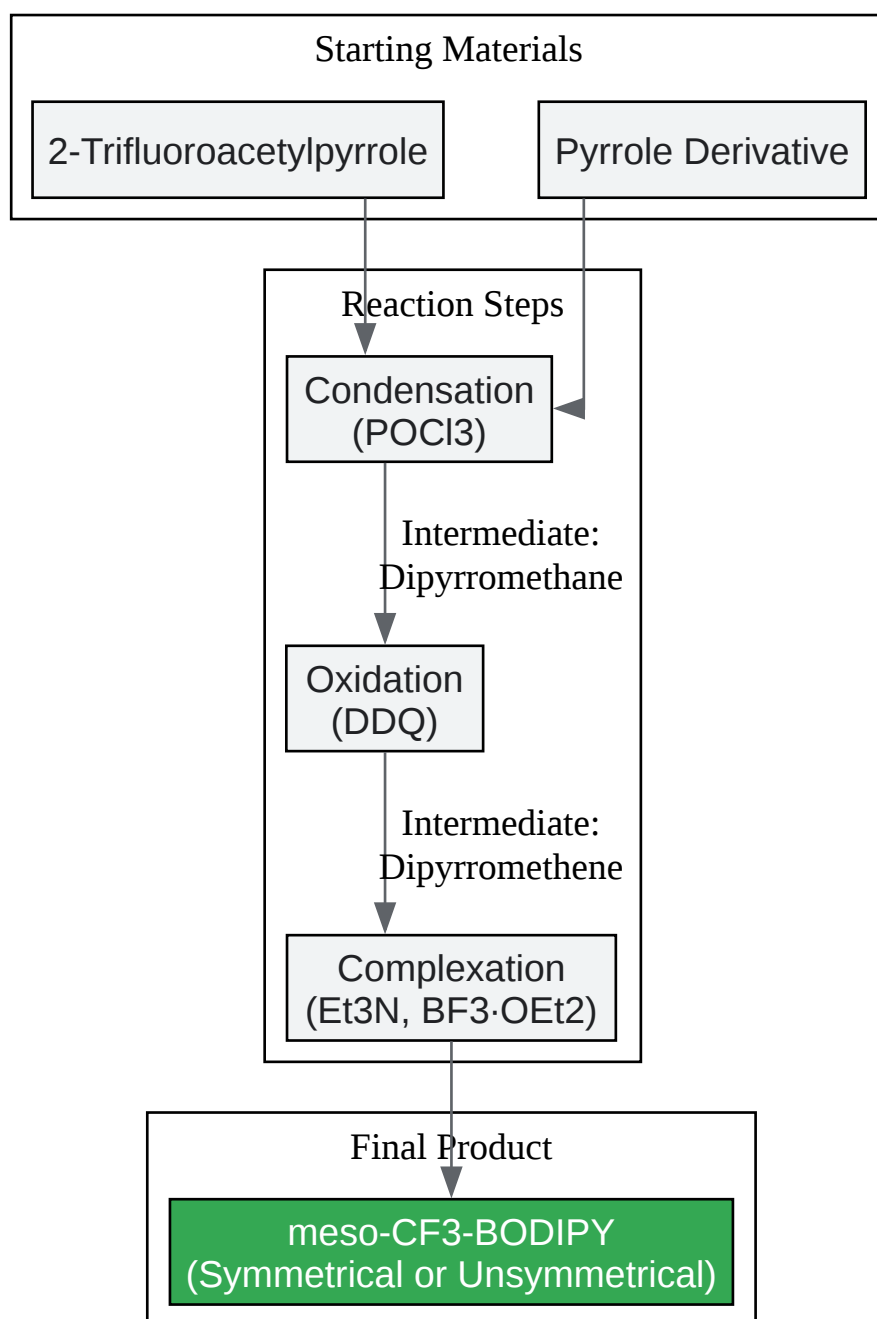 Starting Materials
2-Trifluoroacetylpyrrole
Pyrrole Derivative
Reaction Steps
Condensation
(POCl3)
Intermediate:
Dipyrromethane
Oxidation
(DDQ)
Intermediate:
Dipyrromethene
Complexation
(Et3N, BF3·OEt2)
Final Product
meso-CF3-BODIPY
(Symmetrical or Unsymmetrical)